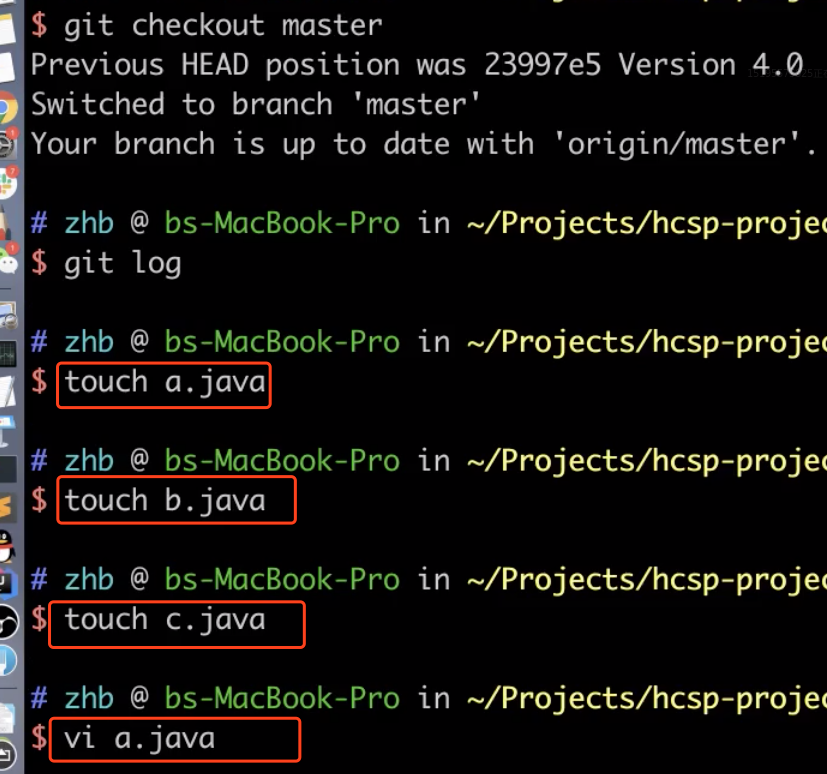 $ git checkout master
Previous HEAD position was 23997e5 Version 4.0
Switched to branch 'master'
Your branch is up to date with 'origin/master'.
# zhb @ bs-MacBook-Pro in ~/Projects/hcsp-projec
$ git log
# zhb @ bs-MacBook-Pro in ~/Projects/hcsp-projec
$ touch a.java
# zhb @ bs-MacBook-Pro in ~/Projects/hcsp-projec
$ touch b.java
# zhb @ bs-MacBook-Pro in ~/Projects/hcsp-projec
$ touch c.java
# zhb @ bs-MacBook-Pro in ~/Projects/hcsp-projec
$ vi a.java